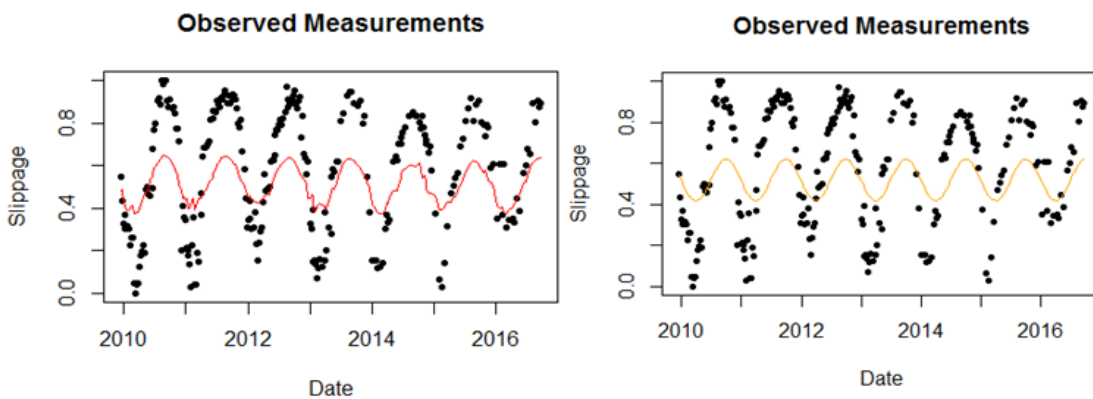 Observed Measurements
Slippage
0.8
0.4
0.0
2010 2012 2014 2016
Date
Observed Measurements
Slippage
0.8
0.4
0.0
2010 2012 2014 2016
Date